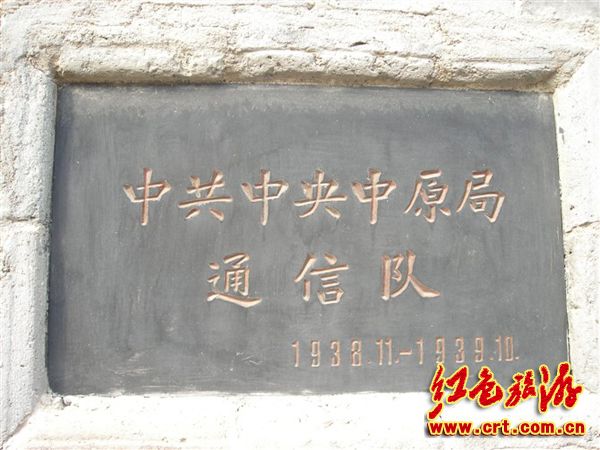 中共中央中原局
通信队
1938.11.-1939.10.
红色旅游
www.crt.com.cn